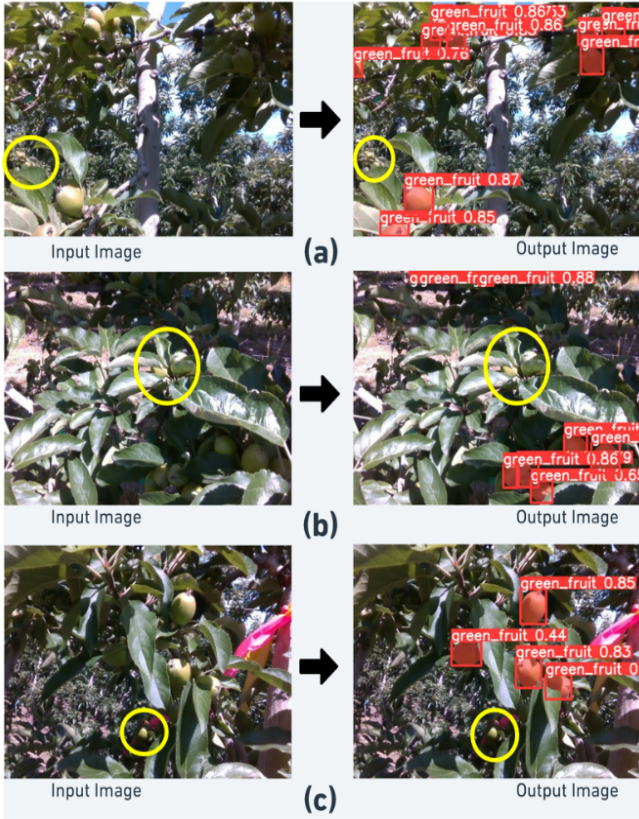 green_fruit 0.86
green_fruit 0.86
green_fruit 0.76
green_fruit 0.87
green_fruit 0.85
Input Image
Output Image
(a)
green_fruit 0.88
Input Image
Output Image
(b)
green_fruit 0.86
green_fruit 0.85
green_fruit 0.44
green_fruit 0.83
green_fruit 0.
Input Image
Output Image
(c)